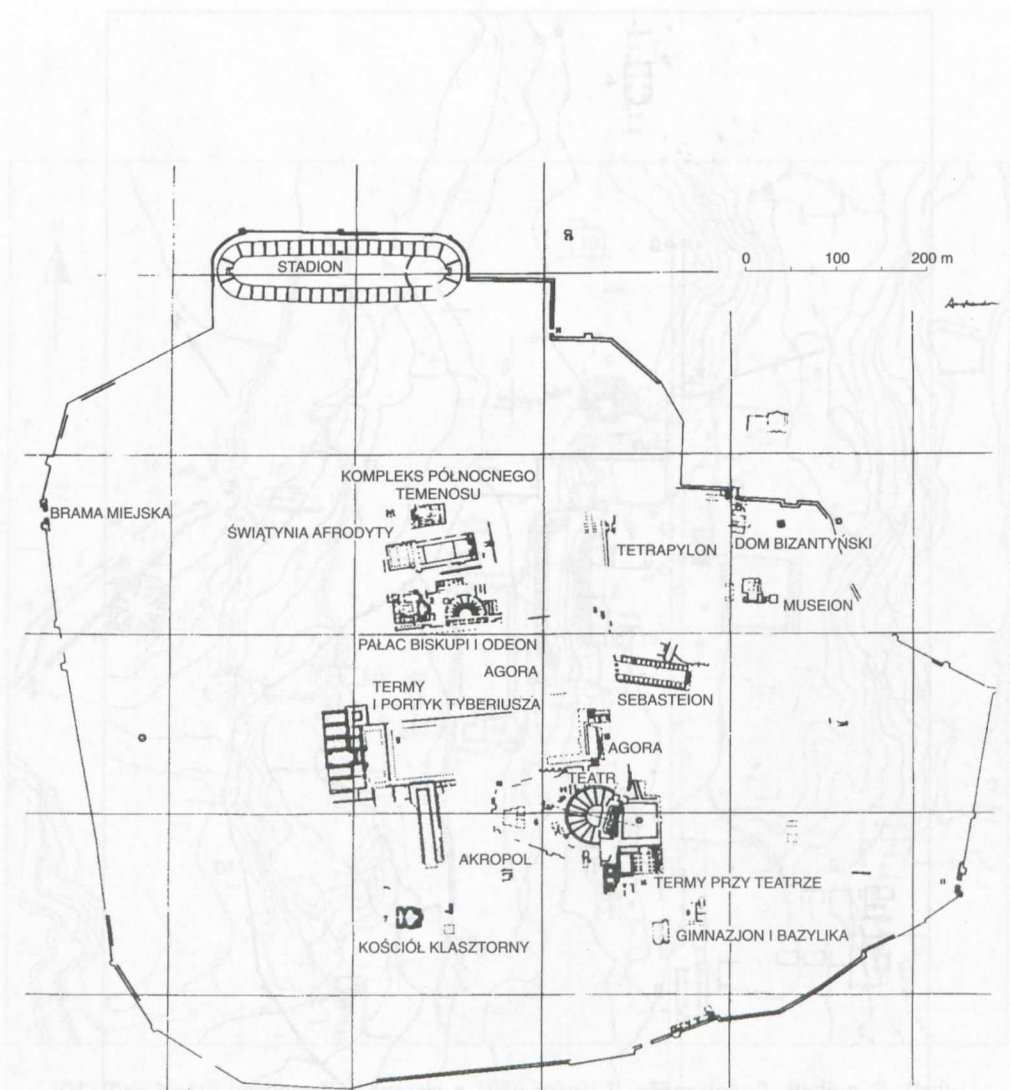 STADION
0 100 200 m
KOMPLEKS PÓŁNOCNEGO
TEMENOSU
BRAMA MIEJSKA
ŚWIĄTYNIA AFRODYTY
TETRAPYLON
DOM BIZANTYŃSKI
MUSEION
PAŁAC BISKUPI I ODEON
AGORA
SEBASTEION
TERMY
I PORTYK TYBERIUSZA
AGORA
TEATR
AKROPOL
TERMY PRZY TEATRZE
GIMNAZJON I BAZYLIKA
KOŚCIÓŁ KLASZTORNY